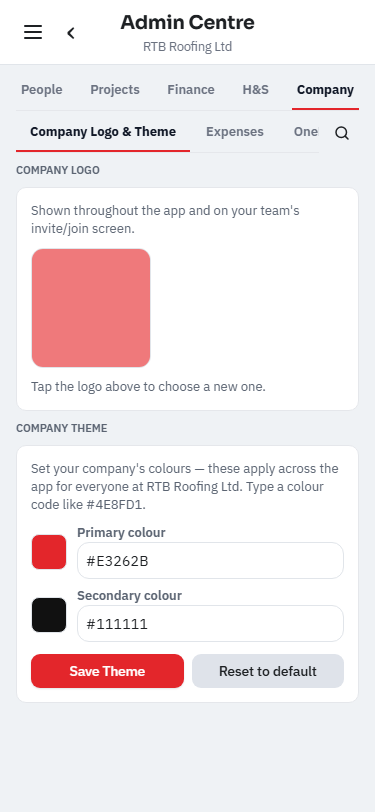 Admin Centre
RTB Roofing Ltd
People Projects Finance H&S Company
Company Logo & Theme Expenses One
COMPANY LOGO
Shown throughout the app and on your team's
invite/join screen.
Tap the logo above to choose a new one.
COMPANY THEME
Set your company's colours — these apply across the
app for everyone at RTB Roofing Ltd. Type a colour
code like #4E8FD1.
Primary colour
#E3262B
Secondary colour
#111111
Save Theme Reset to default